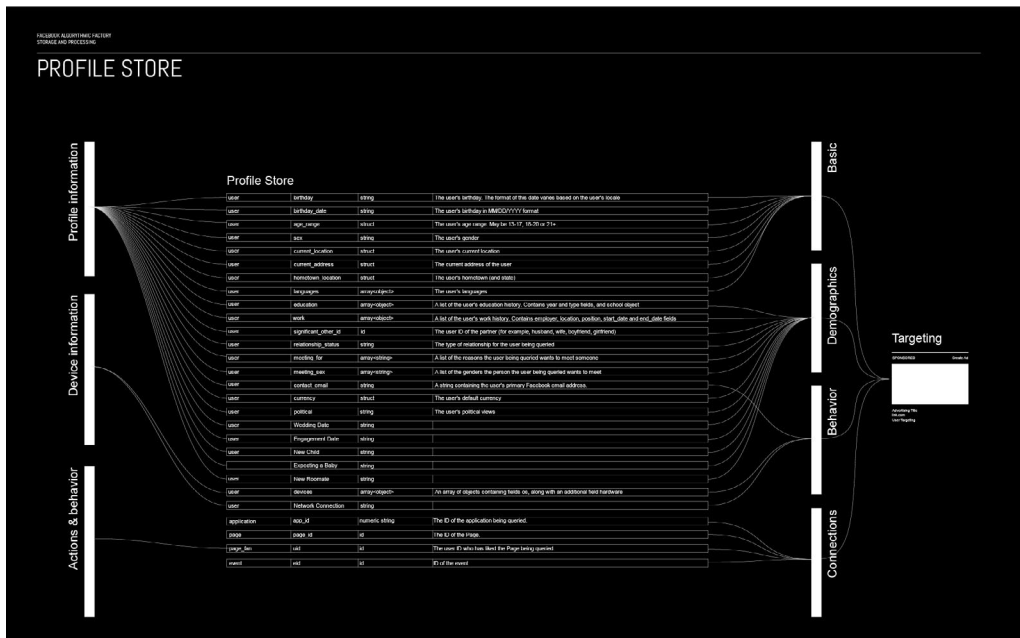 FACEBOOK ALGORYTHMIC FACTORY
STORAGE AND PROCESSING
PROFILE STORE
Profile information
Device information
Actions & behavior
Profile Store
user birthday string The user's birthday. The format of this date varies based on the user's locale
user birthday_date string The user's birthday in MM/DD/YYYY format
user age_range struct The user's age range. May be 13-17, 18-20 or 21+
user sex string The user's gender
user current_location struct The user's current location
user current_address struct The current address of the user
user hometown_location struct The user's hometown (and state)
user languages array<object> The user's languages
user education array<object> A list of the user's education history. Contains year and type fields, and school object
user work array<object> A list of the user's work history. Contains employer, location, position, start_date and end_date fields
user significant_other_id id The user ID of the partner (for example, husband, wife, boyfriend, girlfriend)
user relationship_status string The type of relationship for the user being queried
user meeting_for array<string> A list of the reasons the user being queried wants to meet someone
user meeting_sex array<string> A list of the genders the person the user being queried wants to meet
user contact_email string A string containing the user's primary Facebook email address.
user currency struct The user's default currency
user political string The user's political views
user Wedding Date string
user Engagement Date string
user New Child string
Exposting a Baby string
user New Roomate string
user devices array<object> An array of objects containing fields os, along with an additional field hardware
user Network Connection string
application app_id numeric string The ID of the application being queried.
page page_id id The ID of the Page.
page_fan uid id The user ID who has liked the Page being queried
event eid id ID of the event
Basic
Demographics
Behavior
Connections
Targeting
SPONSORED Create Ad
Advertising Title
link.com
User Targeting